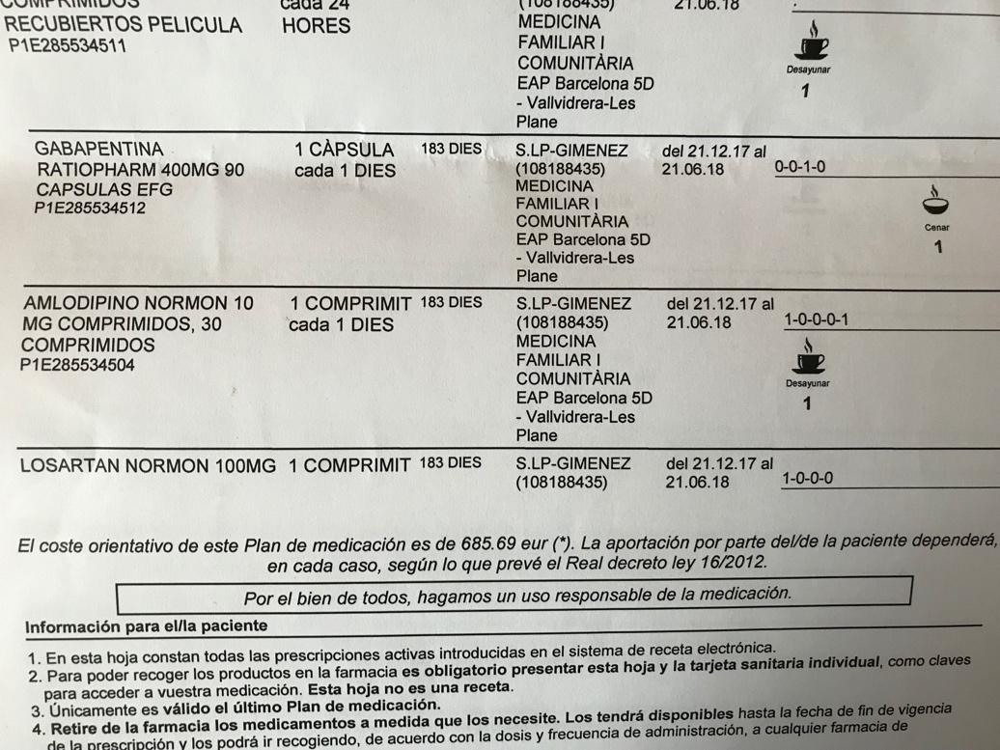 COMPRIMIDOS cada 24 (108188435) 21.06.18
RECUBIERTOS PELICULA HORES MEDICINA
P1E285534511 FAMILIAR I
COMUNITÀRIA Desayunar
EAP Barcelona 5D 1
- Vallvidrera-Les
Plane
GABAPENTINA 1 CÀPSULA 183 DIES S.LP-GIMENEZ del 21.12.17 al
RATIOPHARM 400MG 90 cada 1 DIES (108188435) 21.06.18 0-0-1-0
CAPSULAS EFG MEDICINA
P1E285534512 FAMILIAR I
COMUNITÀRIA Cenar
EAP Barcelona 5D 1
- Vallvidrera-Les
Plane
AMLODIPINO NORMON 10 1 COMPRIMIT 183 DIES S.LP-GIMENEZ del 21.12.17 al
MG COMPRIMIDOS, 30 cada 1 DIES (108188435) 21.06.18 1-0-0-0-1
COMPRIMIDOS MEDICINA
P1E285534504 FAMILIAR I
COMUNITÀRIA Desayunar
EAP Barcelona 5D 1
- Vallvidrera-Les
Plane
LOSARTAN NORMON 100MG 1 COMPRIMIT 183 DIES S.LP-GIMENEZ del 21.12.17 al
(108188435) 21.06.18 1-0-0-0
El coste orientativo de este Plan de medicación es de 685.69 eur (*). La aportación por parte del/de la paciente dependerá,
en cada caso, según lo que prevé el Real decreto ley 16/2012.
Por el bien de todos, hagamos un uso responsable de la medicación.
Información para el/la paciente
1. En esta hoja constan todas las prescripciones activas introducidas en el sistema de receta electrónica.
2. Para poder recoger los productos en la farmacia es obligatorio presentar esta hoja y la tarjeta sanitaria individual, como claves
para acceder a vuestra medicación. Esta hoja no es una receta.
3. Únicamente es válido el último Plan de medicación.
4. Retire de la farmacia los medicamentos a medida que los necesite. Los tendrá disponibles hasta la fecha de fin de vigencia
de la prescripción y los podrá ir recogiendo, de acuerdo con la dosis y frecuencia de administración, a cualquier farmacia de